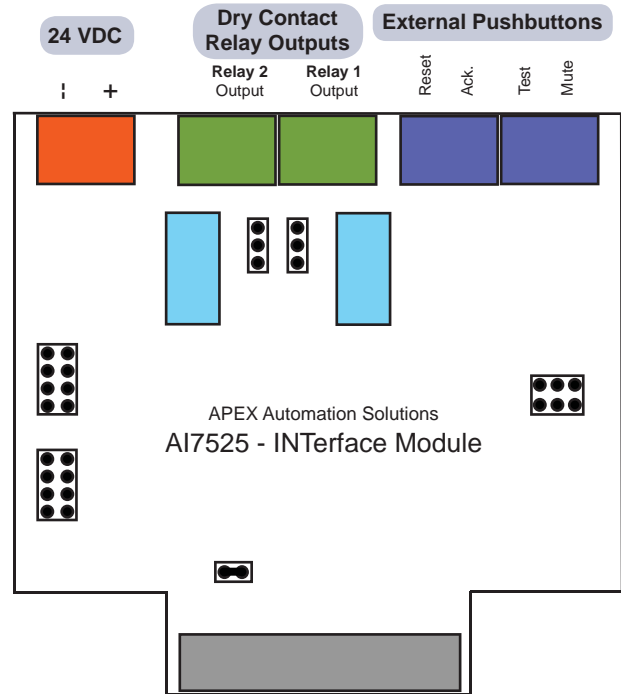 24 VDC
Dry Contact
Relay Outputs
External Pushbuttons
Relay 2
Output
Relay 1
Output
Reset
Ack.
Test
Mute
- +
APEX Automation Solutions
AI7525 - INTerface Module